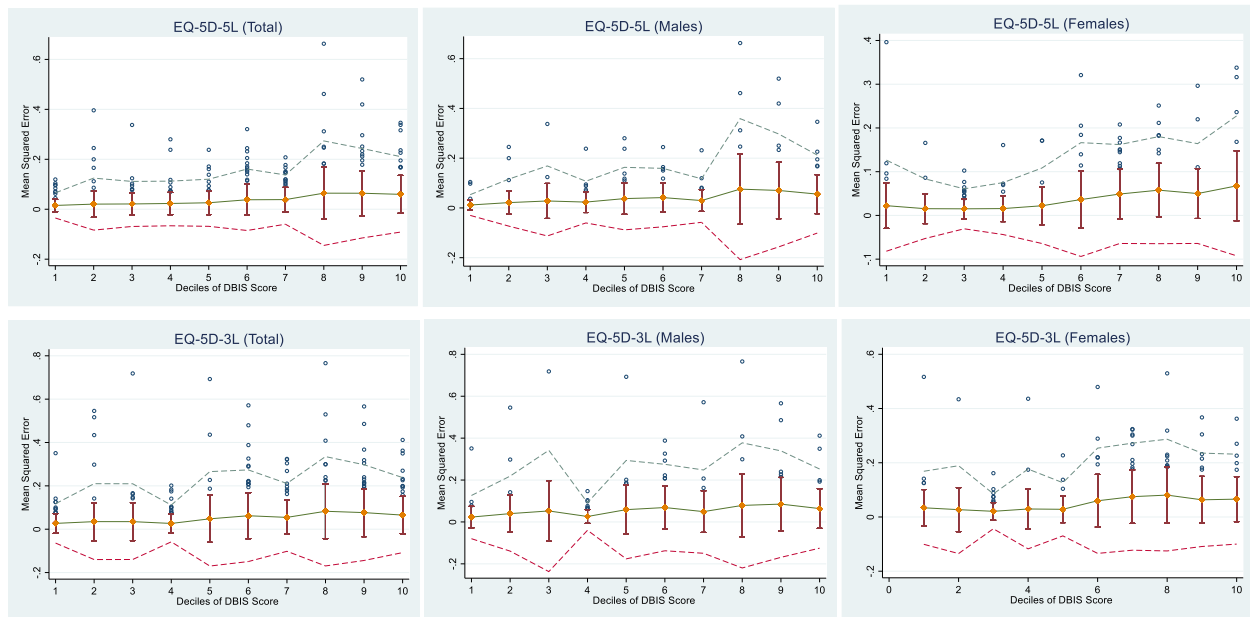 EQ-5D-5L (Total)
Mean Squared Error
.6
.4
.2
0
-.2
1 2 3 4 5 6 7 8 9 10
Deciles of DBIS Score
EQ-5D-5L (Males)
Mean Squared Error
.6
.4
.2
0
-.2
1 2 3 4 5 6 7 8 9 10
Deciles of DBIS Score
EQ-5D-5L (Females)
Mean Squared Error
.4
.3
.2
.1
0
-.1
1 2 3 4 5 6 7 8 9 10
Deciles of DBIS Score
EQ-5D-3L (Total)
Mean Squared Error
.8
.6
.4
.2
0
-.2
1 2 3 4 5 6 7 8 9 10
Deciles of DBIS Score
EQ-5D-3L (Males)
Mean Squared Error
.8
.6
.4
.2
0
-.2
1 2 3 4 5 6 7 8 9 10
Deciles of DBIS Score
EQ-5D-3L (Females)
Mean Squared Error
.6
.4
.2
0
-.2
0 2 4 6 8 10
Deciles of DBIS Score